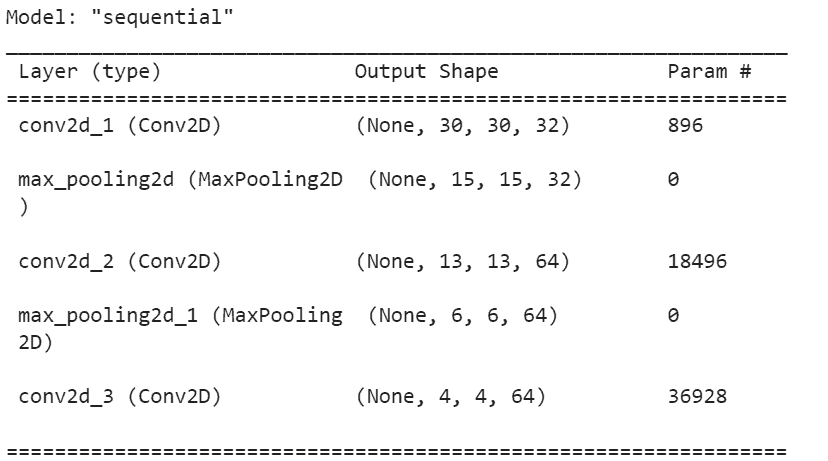 Model: "sequential"
_________________________________________________________________
Layer (type) Output Shape Param #
=================================================================
conv2d_1 (Conv2D) (None, 30, 30, 32) 896
max_pooling2d (MaxPooling2D (None, 15, 15, 32) 0
)
conv2d_2 (Conv2D) (None, 13, 13, 64) 18496
max_pooling2d_1 (MaxPooling (None, 6, 6, 64) 0
2D)
conv2d_3 (Conv2D) (None, 4, 4, 64) 36928
=================================================================